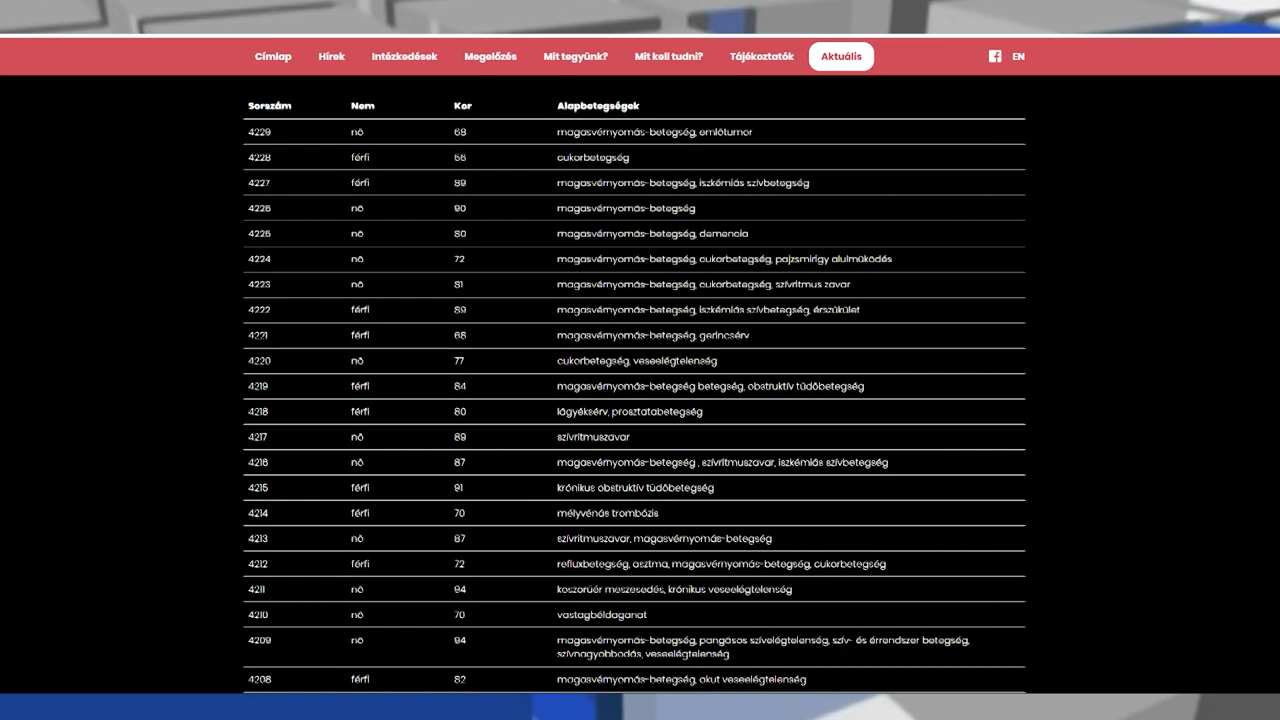 Címlap Hírek Intézkedések Megelőzés Mit tegyünk? Mit kell tudni? Tájékoztatók Aktuális EN
Sorszám Nem Kor Alapbetegségek
4229 nő 68 magasvérnyomás-betegség, emlőtumor
4228 férfi 66 cukorbetegség
4227 férfi 89 magasvérnyomás-betegség, iszkémiás szívbetegség
4226 nő 90 magasvérnyomás-betegség
4225 nő 80 magasvérnyomás-betegség, demencia
4224 nő 72 magasvérnyomás-betegség, cukorbetegség, pajzsmirigy alulműködés
4223 nő 81 magasvérnyomás-betegség, cukorbetegség, szívritmus zavar
4222 férfi 89 magasvérnyomás-betegség, iszkémiás szívbetegség, érszűkület
4221 férfi 68 magasvérnyomás-betegség, gerincsérv
4220 nő 77 cukorbetegség, veseelégtelenség
4219 férfi 84 magasvérnyomás-betegség betegség, obstruktív tüdőbetegség
4218 férfi 80 lágyéksérv, prosztatabetegség
4217 nő 89 szívritmuszavar
4216 nő 87 magasvérnyomás-betegség , szívritmuszavar, iszkémiás szívbetegség
4215 férfi 91 krónikus obstruktív tüdőbetegség
4214 férfi 70 mélyvénás trombózis
4213 nő 87 szívritmuszavar, magasvérnyomás-betegség
4212 férfi 72 refluxbetegség, asztma, magasvérnyomás-betegség, cukorbetegség
4211 nő 94 koszorúér meszesedés, krónikus veseelégtelenség
4210 nő 70 vastagbéldaganat
4209 nő 94 magasvérnyomás-betegség, pangásos szívelégtelenség, szív- és érrendszer betegség,
szívnagyobbodás, veseelégtelenség
4208 férfi 82 magasvérnyomás-betegség, akut veseelégtelenség